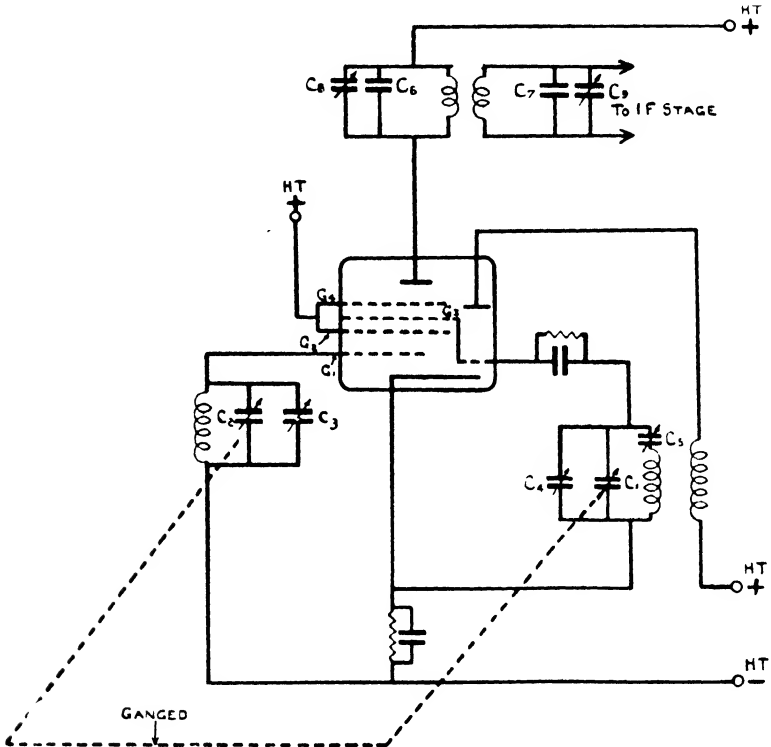 HT
+
C8 C6 C7 C9
To IF STAGE
HT
+
G4
G3
G2
G1
C2 C3
C5
C4 C1
HT
+
HT
−
GANGED